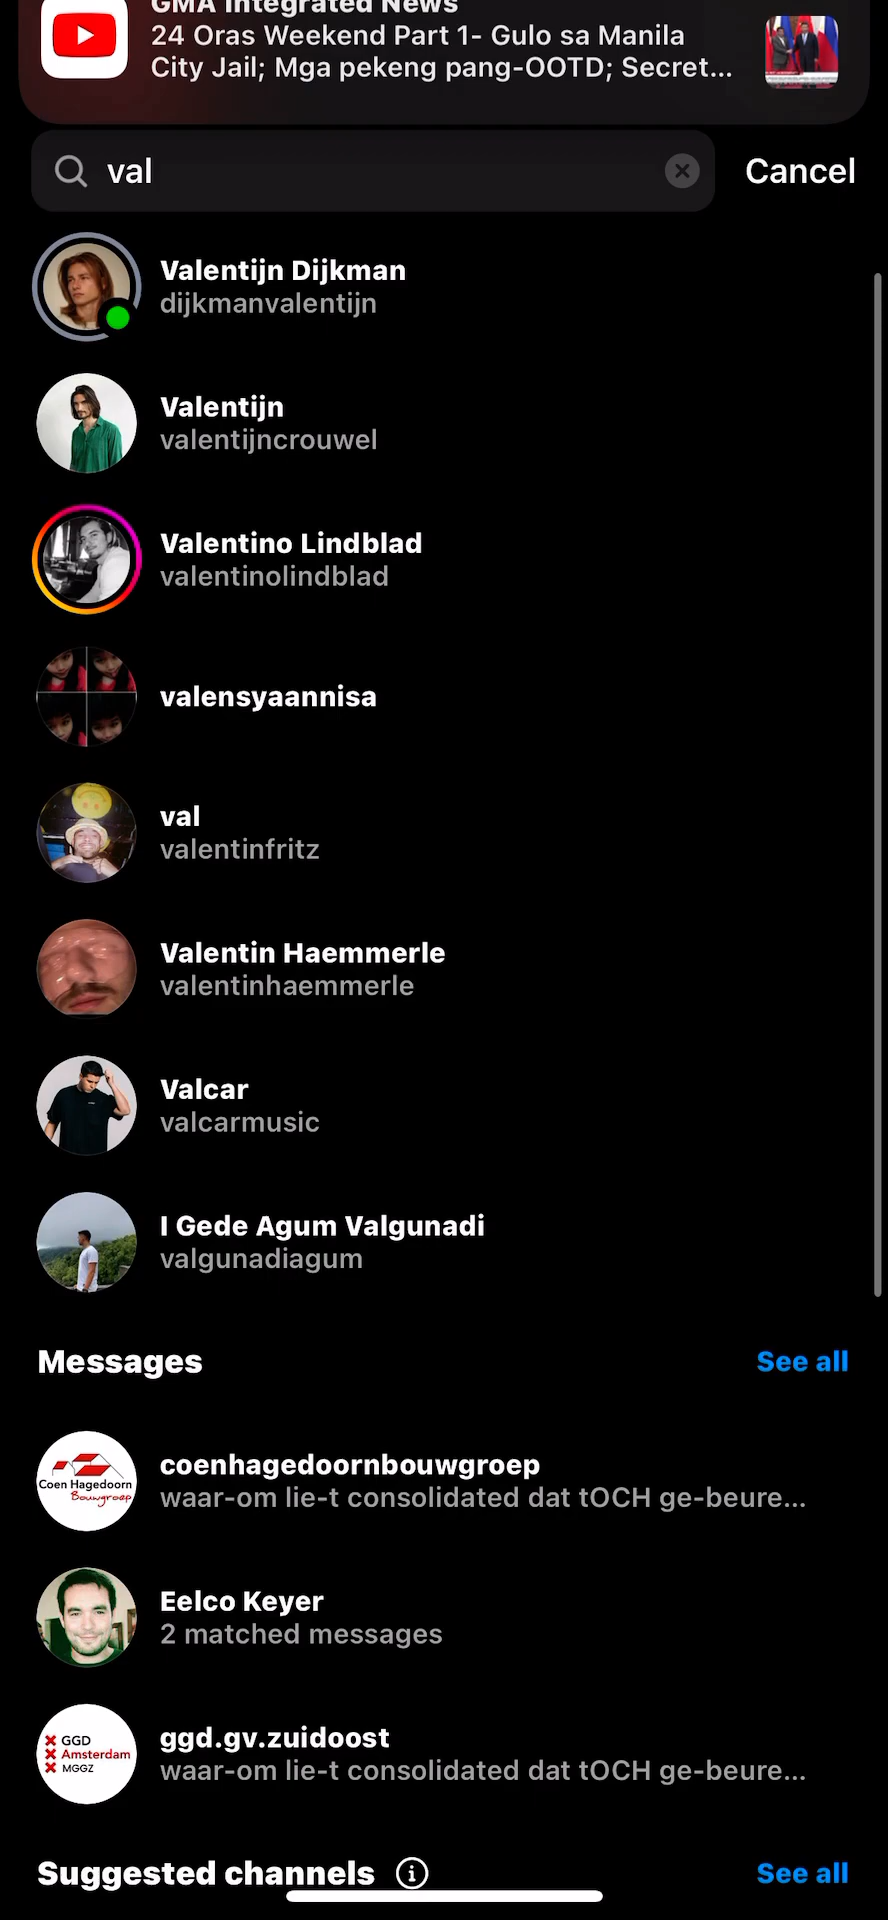 GMA Integrated News
24 Oras Weekend Part 1- Gulo sa Manila
City Jail; Mga pekeng pang-OOTD; Secret...
val
Cancel
Valentijn Dijkman
dijkmanvalentijn
Valentijn
valentijncrouwel
Valentino Lindblad
valentinolindblad
valensyaannisa
val
valentinfritz
Valentin Haemmerle
valentinhaemmerle
Valcar
valcarmusic
I Gede Agum Valgunadi
valgunadiagum
Messages
See all
Coen Hagedoorn
Bouwgroep
coenhagedoornbouwgroep
waar-om lie-t consolidated dat tOCH ge-beure...
Eelco Keyer
2 matched messages
GGD
Amsterdam
MGGZ
ggd.gv.zuidoost
waar-om lie-t consolidated dat tOCH ge-beure...
Suggested channels
See all